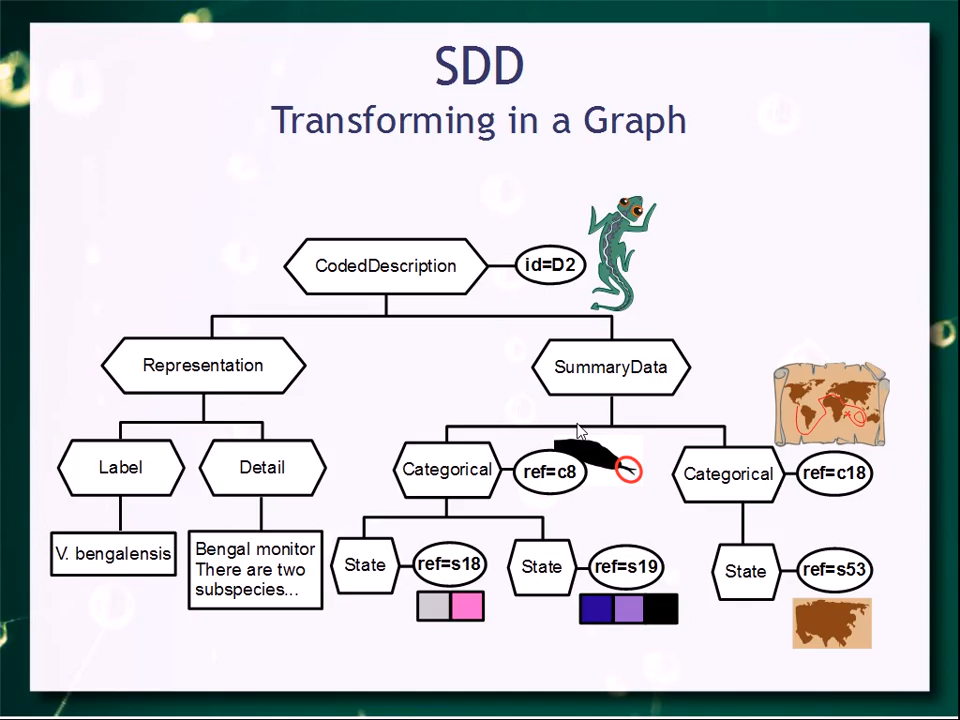 SDD
Transforming in a Graph
CodedDescription
id=D2
Representation
SummaryData
Label
Detail
Categorical
ref=c8
Categorical
ref=c18
V. bengalensis
Bengal monitor
There are two
subspecies...
State
ref=s18
State
ref=s19
State
ref=s53